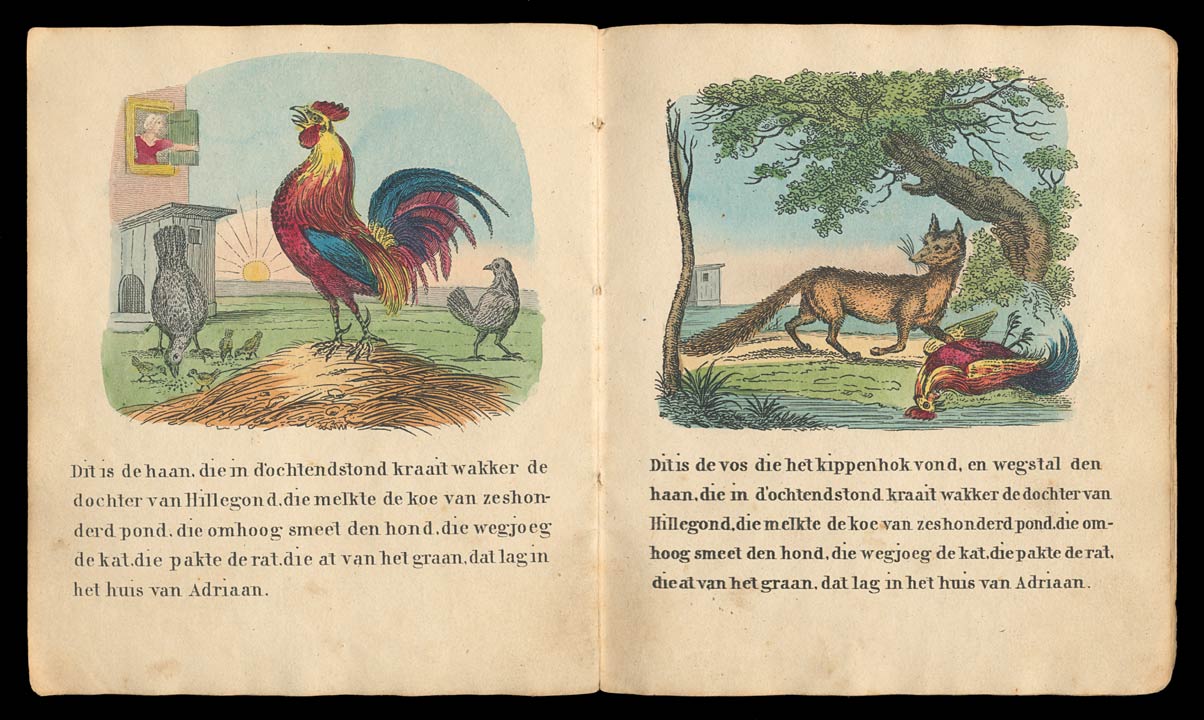 Dit is de haan, die in d'ochtendstond kraait wakker de
dochter van Hillegond, die melkte de koe van zeshon-
derd pond, die omhoog smeet den hond, die wegjoeg
de kat, die pakte de rat, die at van het graan, dat lag in
het huis van Adriaan.
Dit is de vos die het kippenhok vond, en wegstal den
haan, die in d'ochtendstond kraait wakker de dochter van
Hillegond, die melkte de koe van zeshonderd pond, die om-
hoog smeet den hond, die wegjoeg de kat, die pakte de rat,
die at van het graan, dat lag in het huis van Adriaan.